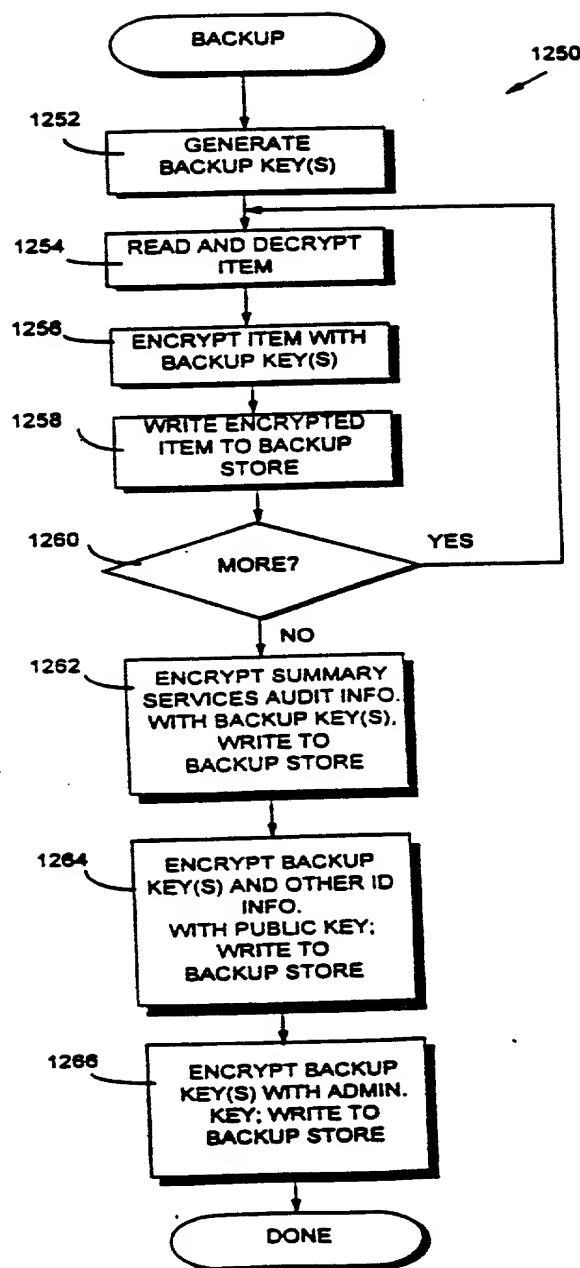 BACKUP
1250
1252
GENERATE
BACKUP KEY(S)
1254
READ AND DECRYPT
ITEM
1256
ENCRYPT ITEM WITH
BACKUP KEY(S)
1258
WRITE ENCRYPTED
ITEM TO BACKUP
STORE
1260
MORE?
YES
NO
1262
ENCRYPT SUMMARY
SERVICES AUDIT INFO.
WITH BACKUP KEY(S),
WRITE TO
BACKUP STORE
1264
ENCRYPT BACKUP
KEY(S) AND OTHER ID
INFO.
WITH PUBLIC KEY;
WRITE TO
BACKUP STORE
1266
ENCRYPT BACKUP
KEY(S) WITH ADMIN.
KEY; WRITE TO
BACKUP STORE
DONE